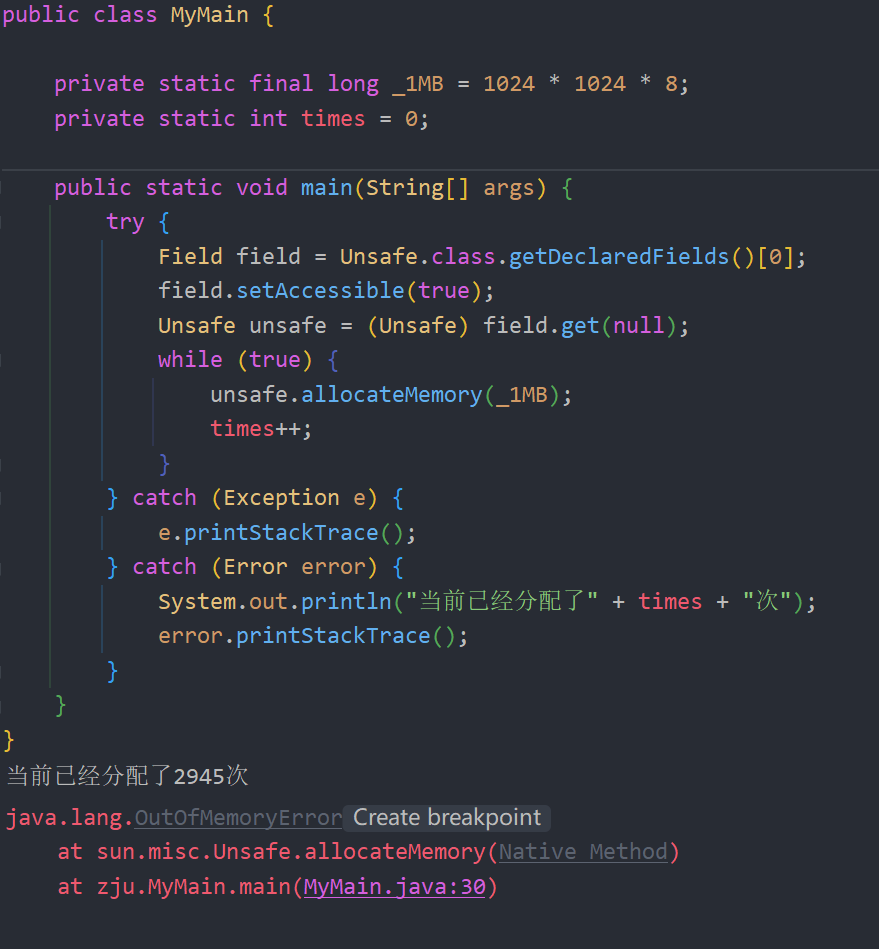 public class MyMain {
    private static final long _1MB = 1024 * 1024 * 8;
    private static int times = 0;
    public static void main(String[] args) {
        try {
            Field field = Unsafe.class.getDeclaredFields()[0];
            field.setAccessible(true);
            Unsafe unsafe = (Unsafe) field.get(null);
            while (true) {
                unsafe.allocateMemory(_1MB);
                times++;
            }
        } catch (Exception e) {
            e.printStackTrace();
        } catch (Error error) {
            System.out.println("当前已经分配了" + times + "次");
            error.printStackTrace();
        }
    }
}
当前已经分配了2945次
java.lang.OutOfMemoryError Create breakpoint
    at sun.misc.Unsafe.allocateMemory(Native Method)
    at zju.MyMain.main(MyMain.java:30)